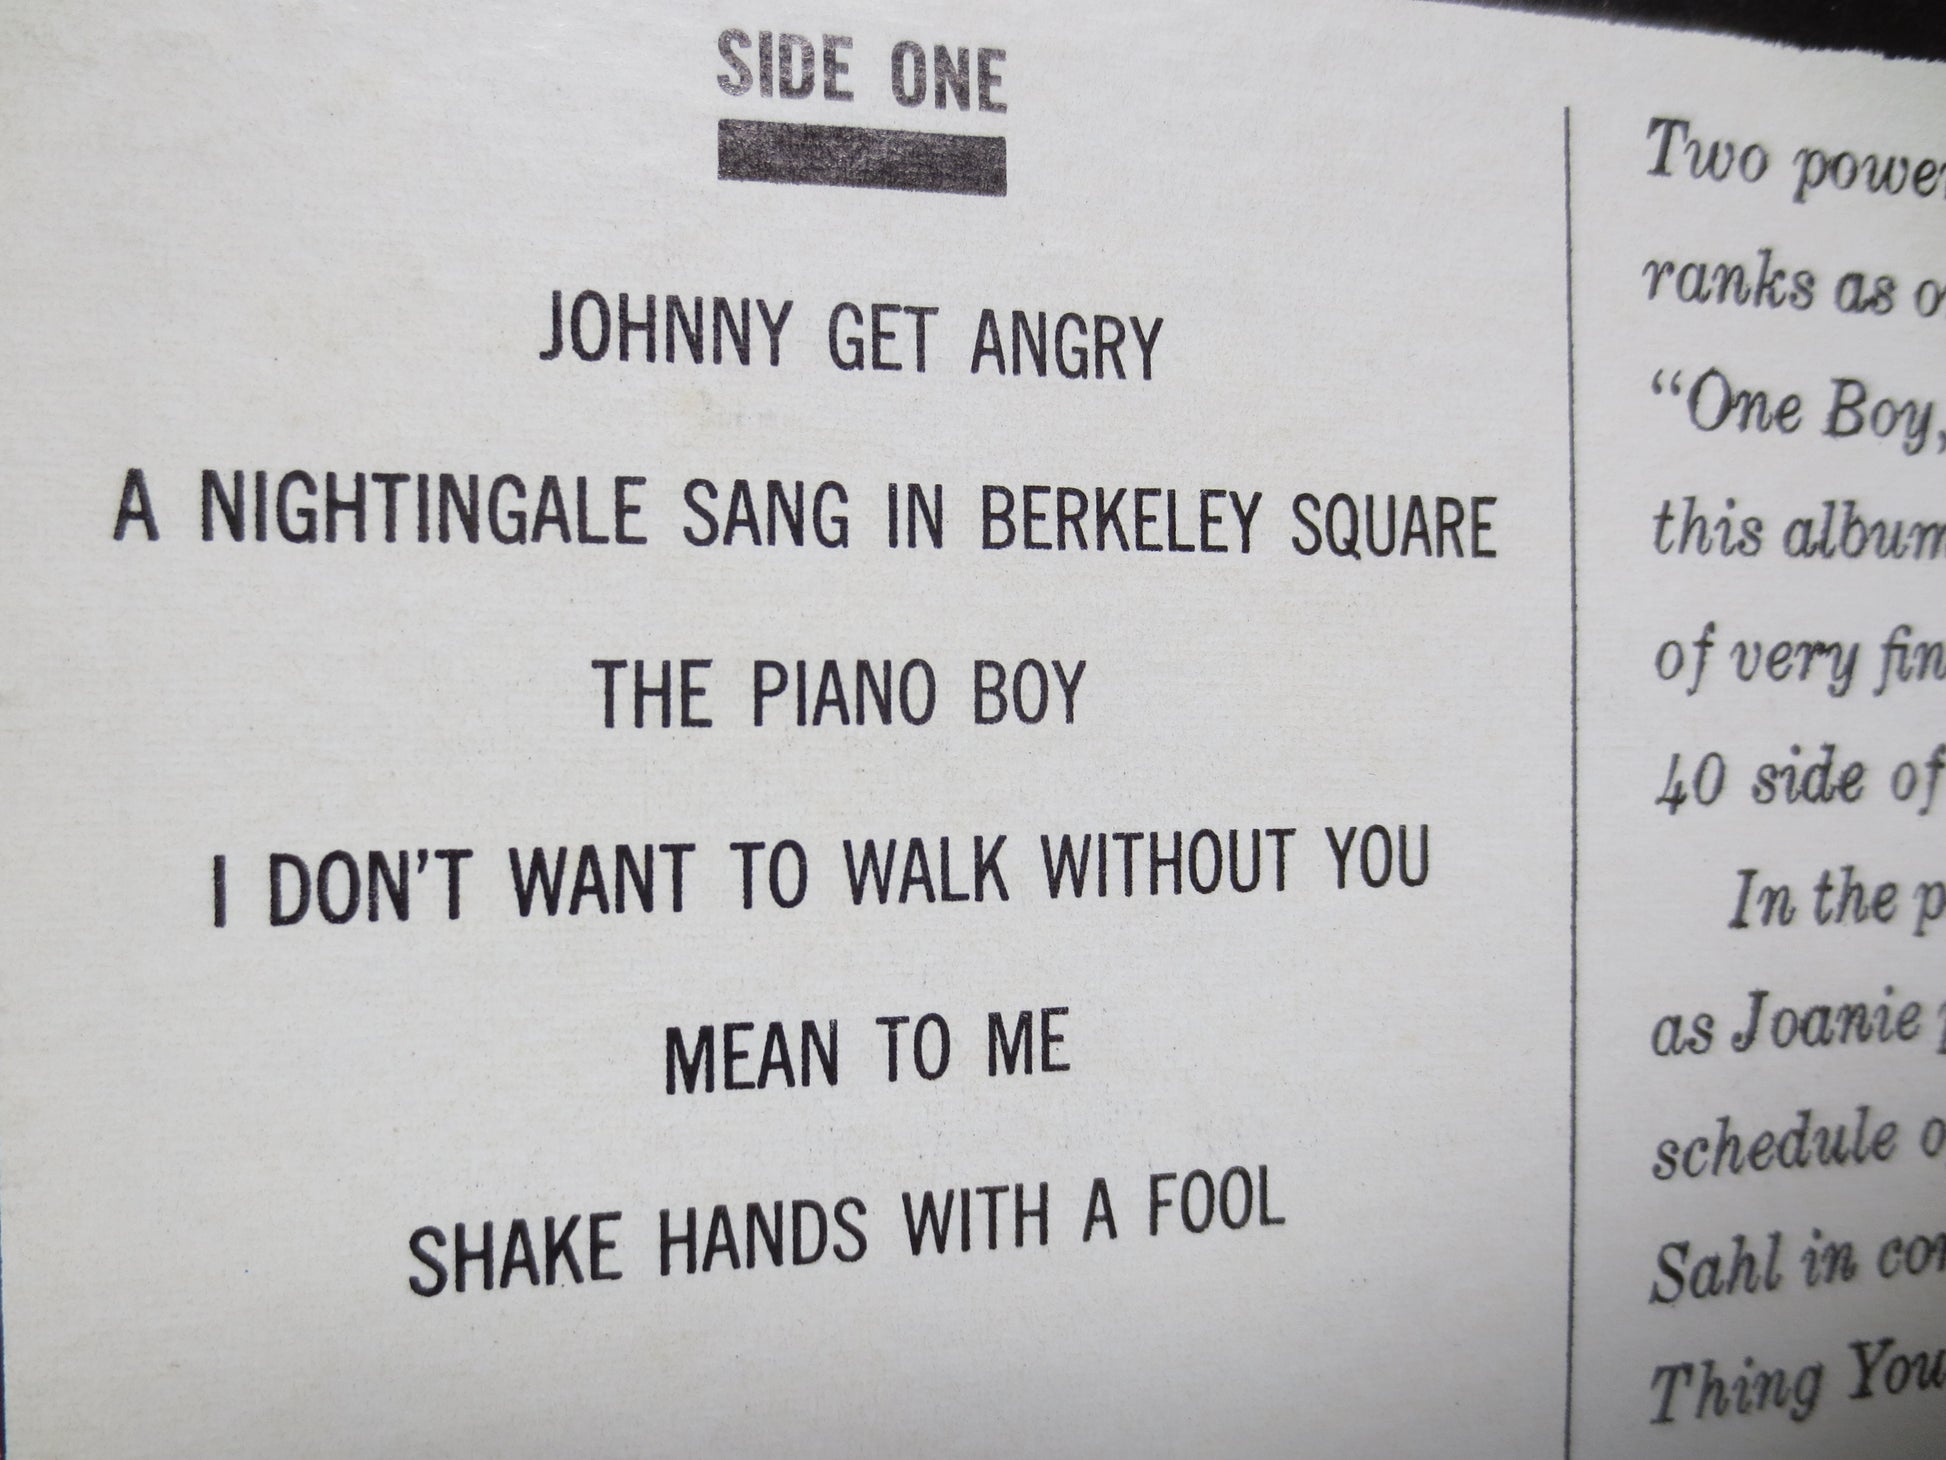 SIDE ONE
JOHNNY GET ANGRY
A NIGHTINGALE SANG IN BERKELEY SQUARE
THE PIANO BOY
I DON'T WANT TO WALK WITHOUT YOU
MEAN TO ME
SHAKE HANDS WITH A FOOL
Two
ranks as
“One Boy,
this album
of very
40 side of
In the
as Joanie
schedule
Sahl in
Thing You